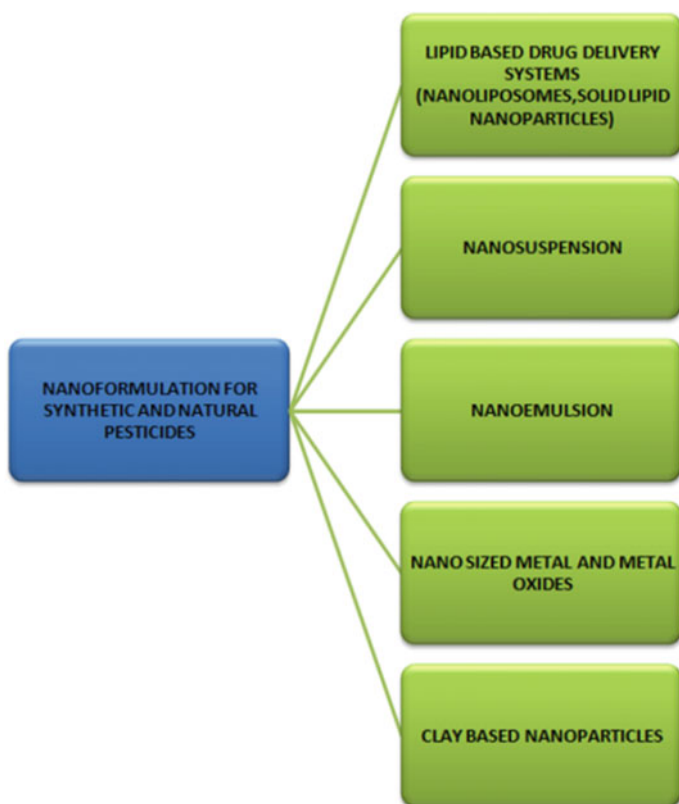 LIPID BASED DRUG DELIVERY
SYSTEMS
(NANOLIPOSOMES,SOLID LIPID
NANOPARTICLES)
NANOSUSPENSION
NANOFORMULATION FOR
SYNTHETIC AND NATURAL
PESTICIDES
NANOEMULSION
NANO SIZED METAL AND METAL
OXIDES
CLAY BASED NANOPARTICLES